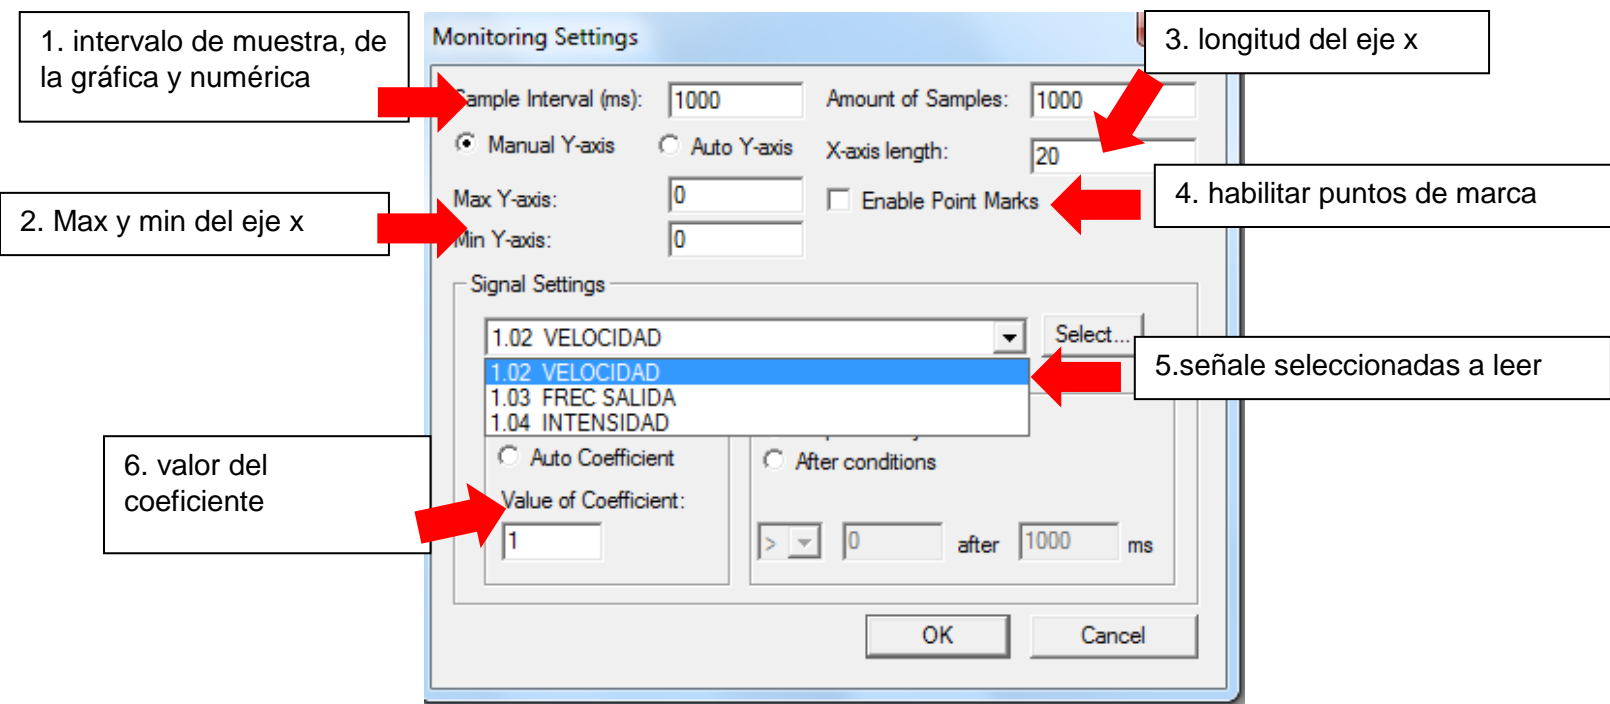 1. intervalo de muestra, de
la gráfica y numérica
Monitoring Settings
3. longitud del eje x
Sample Interval (ms): 1000 Amount of Samples: 1000
Manual Y-axis Auto Y-axis X-axis length: 20
Max Y-axis: 0 Enable Point Marks
4. habilitar puntos de marca
2. Max y min del eje x
Min Y-axis: 0
Signal Settings
1.02 VELOCIDAD Select...
1.02 VELOCIDAD
1.03 FREC SALIDA
1.04 INTENSIDAD
5.señale seleccionadas a leer
Auto Coefficient After conditions
6. valor del
coeficiente
Value of Coefficient:
1 > 0 after 1000 ms
OK Cancel